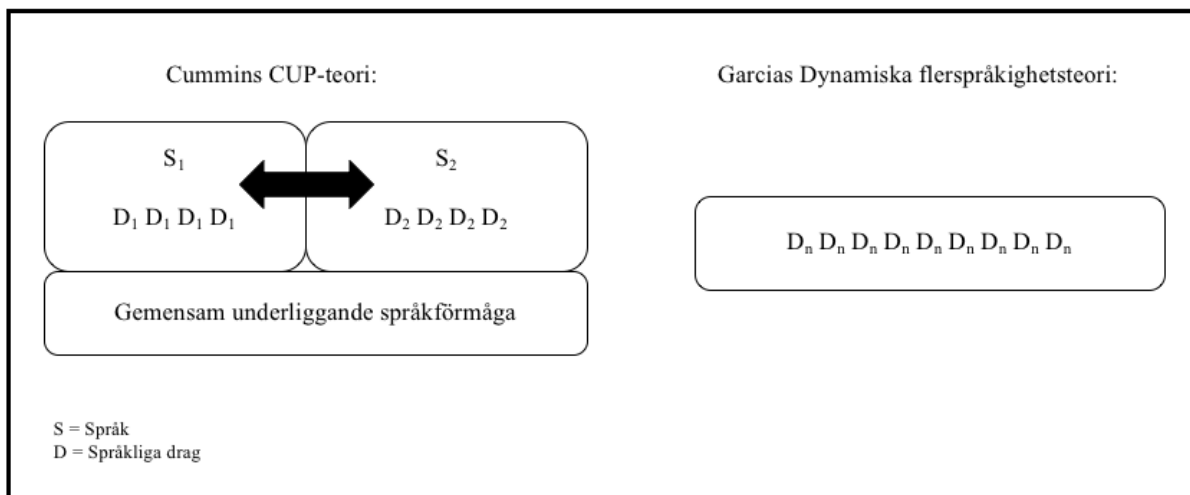 Cummins CUP-teori:
S₁
D₁ D₁ D₁ D₁
S₂
D₂ D₂ D₂ D₂
Gemensam underliggande språkförmåga
S = Språk
D = Språkliga drag
Garcias Dynamiska flerspråkighetsteori:
Dₙ Dₙ Dₙ Dₙ Dₙ Dₙ Dₙ Dₙ Dₙ